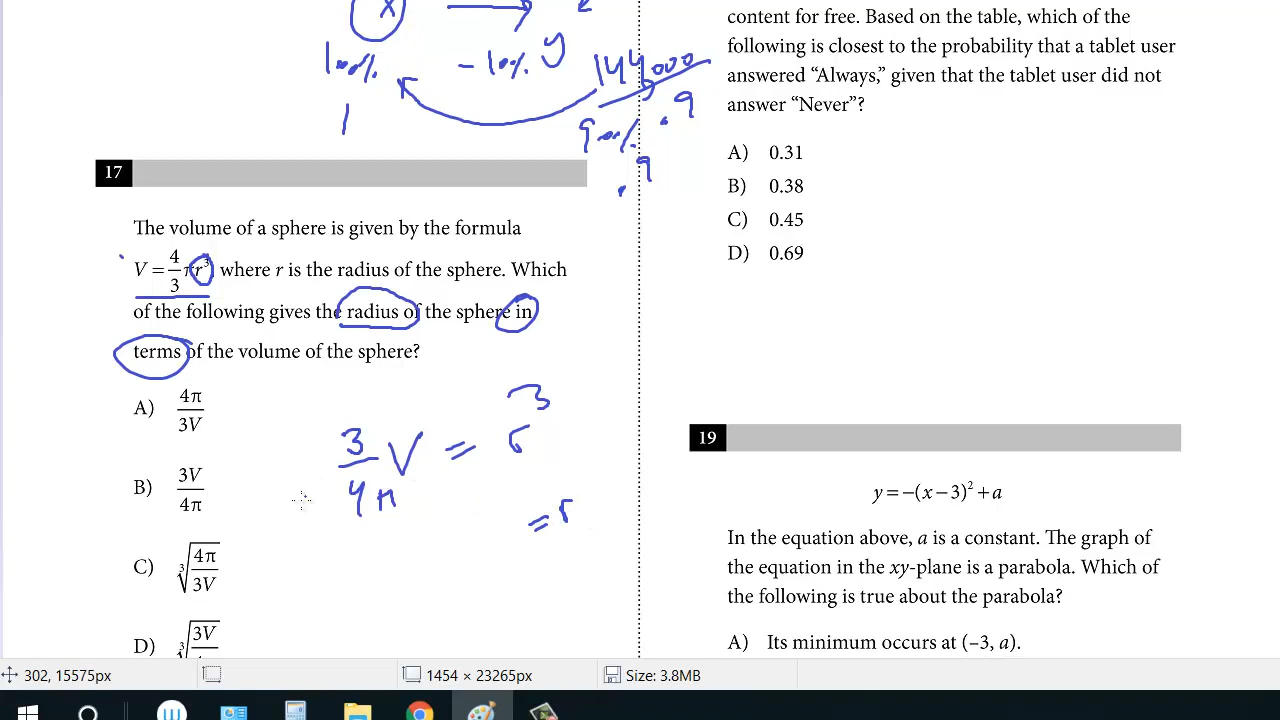 x
100%
- 10% y
144,000
.9
90%
.9
1
17
The volume of a sphere is given by the formula
V = 4/3 πr³ where r is the radius of the sphere. Which
of the following gives the radius of the sphere in
terms of the volume of the sphere?
A) 4π/3V
B) 3V/4π
C) ∛(4π/3V)
D) ∛(3V
3/4π V = r³
= r
content for free. Based on the table, which of the
following is closest to the probability that a tablet user
answered “Always,” given that the tablet user did not
answer “Never”?
A) 0.31
B) 0.38
C) 0.45
D) 0.69
19
y = −(x − 3)² + a
In the equation above, a is a constant. The graph of
the equation in the xy-plane is a parabola. Which of
the following is true about the parabola?
A) Its minimum occurs at (−3, a).
302, 15575px
1454 × 23265px
Size: 3.8MB